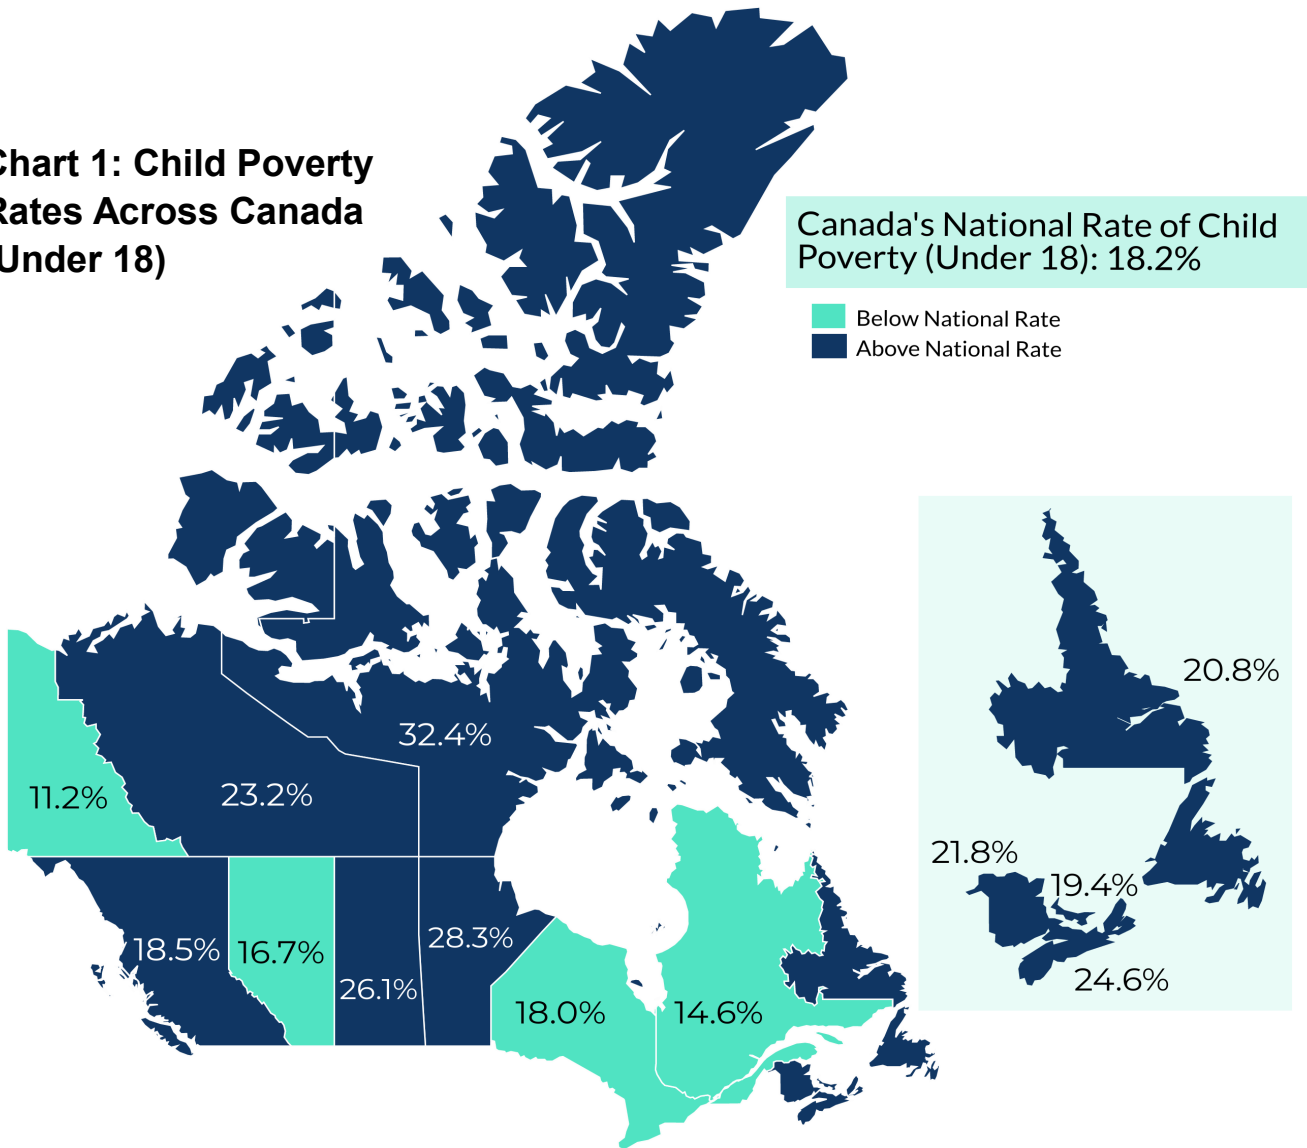 Chart 1: Child Poverty
Rates Across Canada
(Under 18)
Canada's National Rate of Child
Poverty (Under 18): 18.2%
Below National Rate
Above National Rate
20.8%
32.4%
11.2%
23.2%
21.8%
19.4%
18.5%
16.7%
28.3%
26.1%
24.6%
18.0%
14.6%